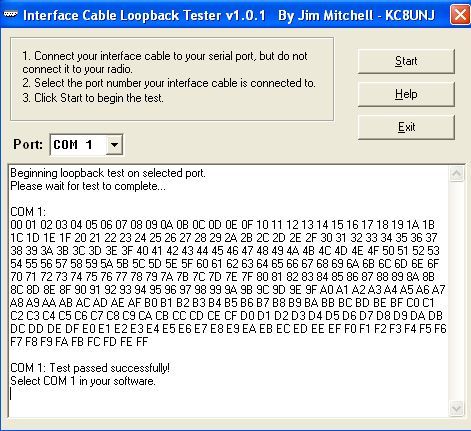 Interface Cable Loopback Tester v1.0.1 By Jim Mitchell - KC8UNJ
1. Connect your interface cable to your serial port, but do not
connect it to your radio.
2. Select the port number your interface cable is connected to.
3. Click Start to begin the test.
Start
Help
Exit
Port: COM 1
Beginning loopback test on selected port.
Please wait for test to complete...
COM 1:
00 01 02 03 04 05 06 07 08 09 0A 0B 0C 0D 0E 0F 10 11 12 13 14 15 16 17 18 19 1A 1B
1C 1D 1E 1F 20 21 22 23 24 25 26 27 28 29 2A 2B 2C 2D 2E 2F 30 31 32 33 34 35 36 37
38 39 3A 3B 3C 3D 3E 3F 40 41 42 43 44 45 46 47 48 49 4A 4B 4C 4D 4E 4F 50 51 52 53
54 55 56 57 58 59 5A 5B 5C 5D 5E 5F 60 61 62 63 64 65 66 67 68 69 6A 6B 6C 6D 6E 6F
70 71 72 73 74 75 76 77 78 79 7A 7B 7C 7D 7E 7F 80 81 82 83 84 85 86 87 88 89 8A 8B
8C 8D 8E 8F 90 91 92 93 94 95 96 97 98 99 9A 9B 9C 9D 9E 9F A0 A1 A2 A3 A4 A5 A6 A7
A8 A9 AA AB AC AD AE AF B0 B1 B2 B3 B4 B5 B6 B7 B8 B9 BA BB BC BD BE BF C0 C1
C2 C3 C4 C5 C6 C7 C8 C9 CA CB CC CD CE CF D0 D1 D2 D3 D4 D5 D6 D7 D8 D9 DA DB
DC DD DE DF E0 E1 E2 E3 E4 E5 E6 E7 E8 E9 EA EB EC ED EE EF F0 F1 F2 F3 F4 F5 F6
F7 F8 F9 FA FB FC FD FE FF
COM 1: Test passed successfully!
Select COM 1 in your software.